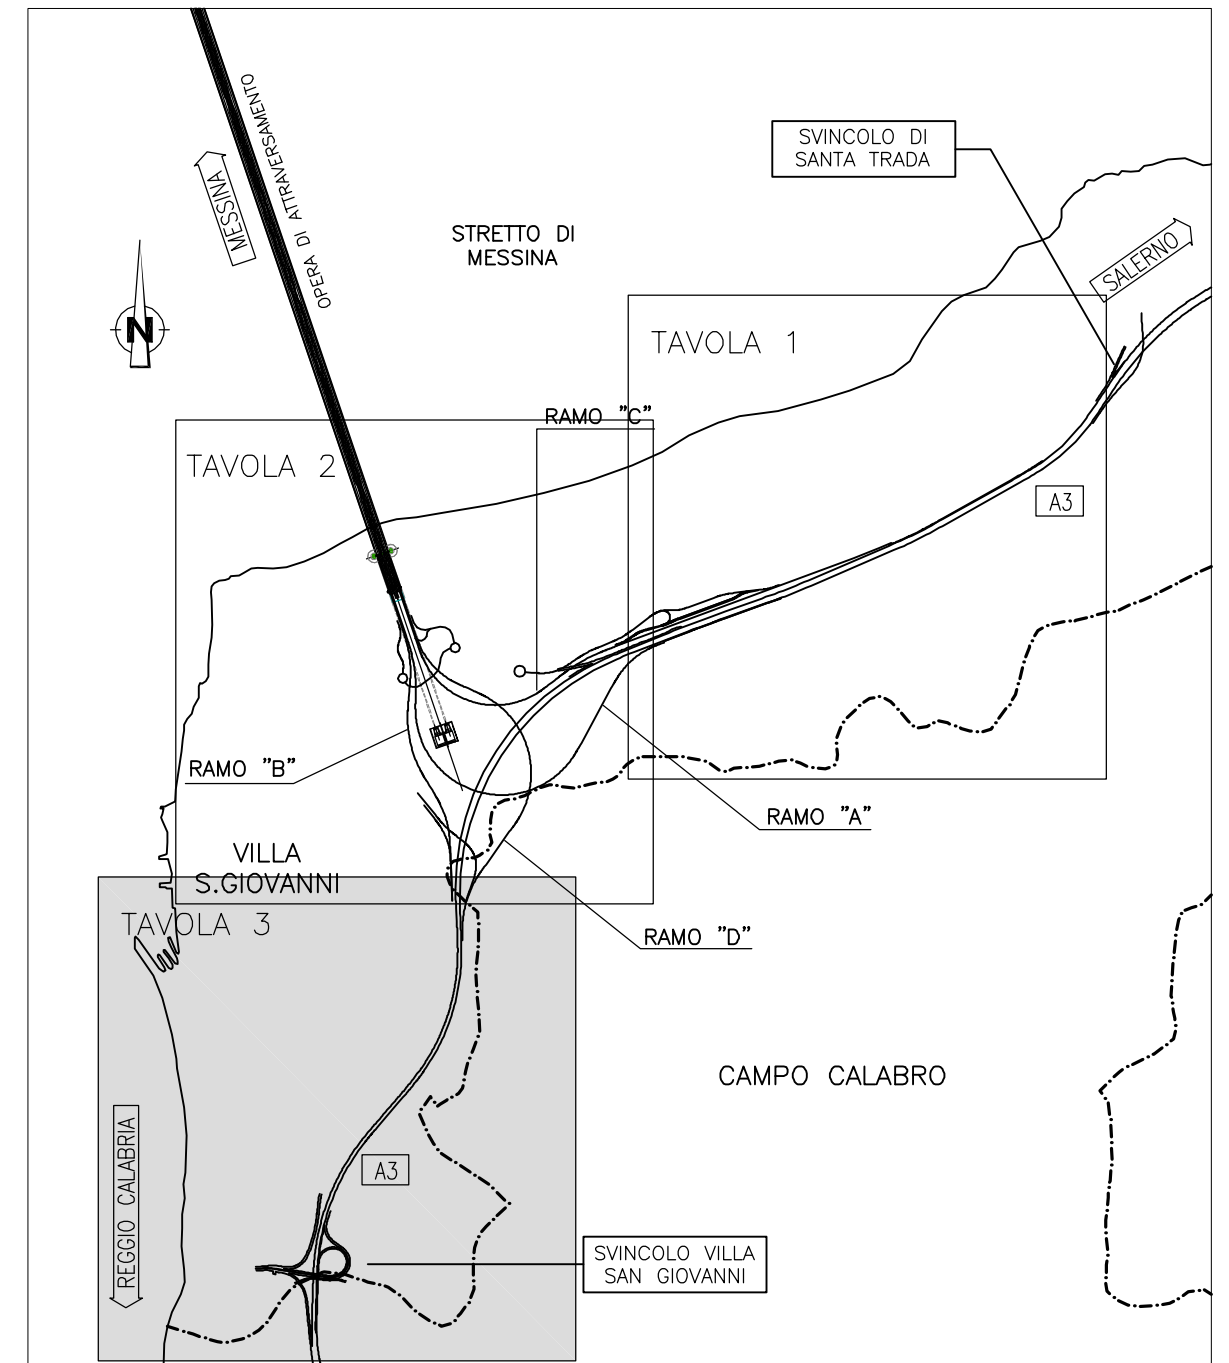 OPERA DI ATTRAVERSAMENTO
MESSINA
SVINCOLO DI
SANTA TRADA
STRETTO DI
MESSINA
SALERNO
N
TAVOLA 1
RAMO "C"
TAVOLA 2
A3
RAMO "B"
RAMO "A"
VILLA
S.GIOVANNI
TAVOLA 3
RAMO "D"
CAMPO CALABRO
A3
REGGIO CALABRIA
SVINCOLO VILLA
SAN GIOVANNI